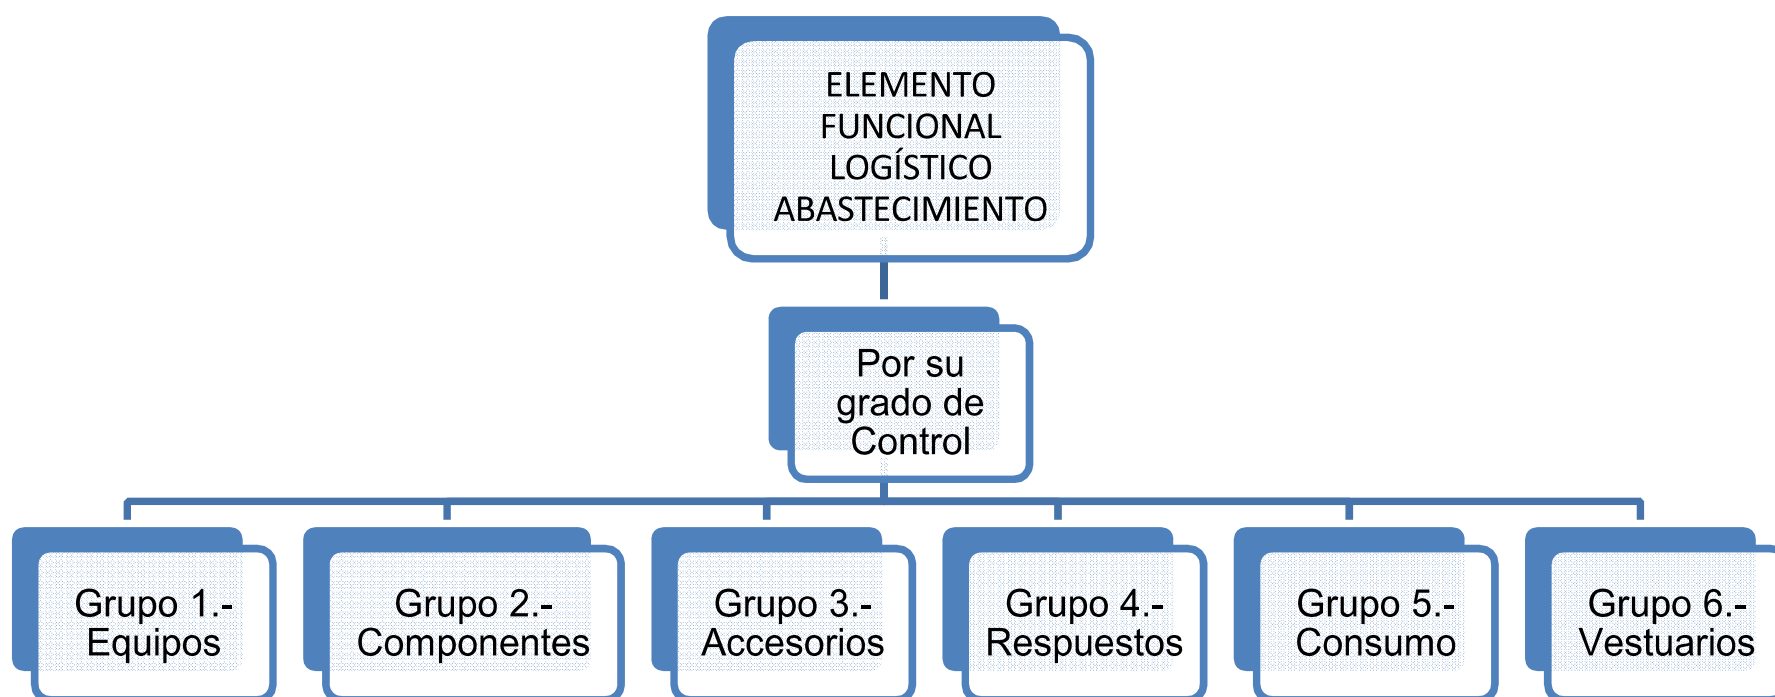 ELEMENTO
FUNCIONAL
LOGÍSTICO
ABASTECIMIENTO
Por su
grado de
Control
Grupo 1.-
Equipos
Grupo 2.-
Componentes
Grupo 3.-
Accesorios
Grupo 4.-
Respuestos
Grupo 5.-
Consumo
Grupo 6.-
Vestuarios